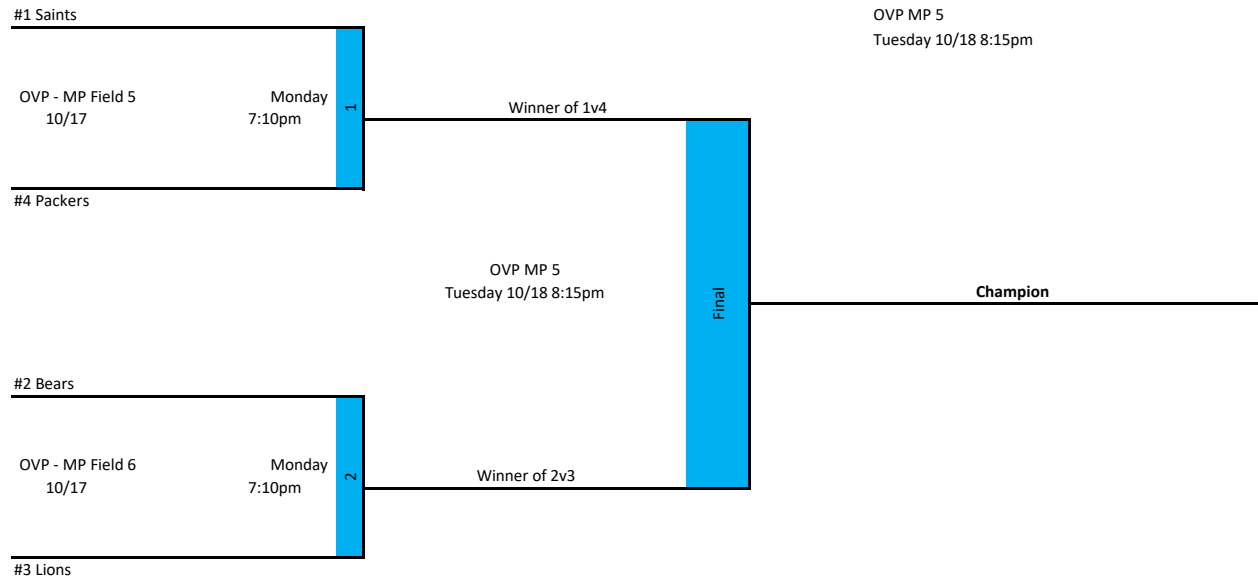 #1 Saints
OVP MP 5
Tuesday 10/18 8:15pm
OVP - MP Field 5 Monday
10/17 7:10pm
1
Winner of 1v4
#4 Packers
OVP MP 5
Tuesday 10/18 8:15pm
Final
Champion
#2 Bears
OVP - MP Field 6 Monday
10/17 7:10pm
2
Winner of 2v3
#3 Lions